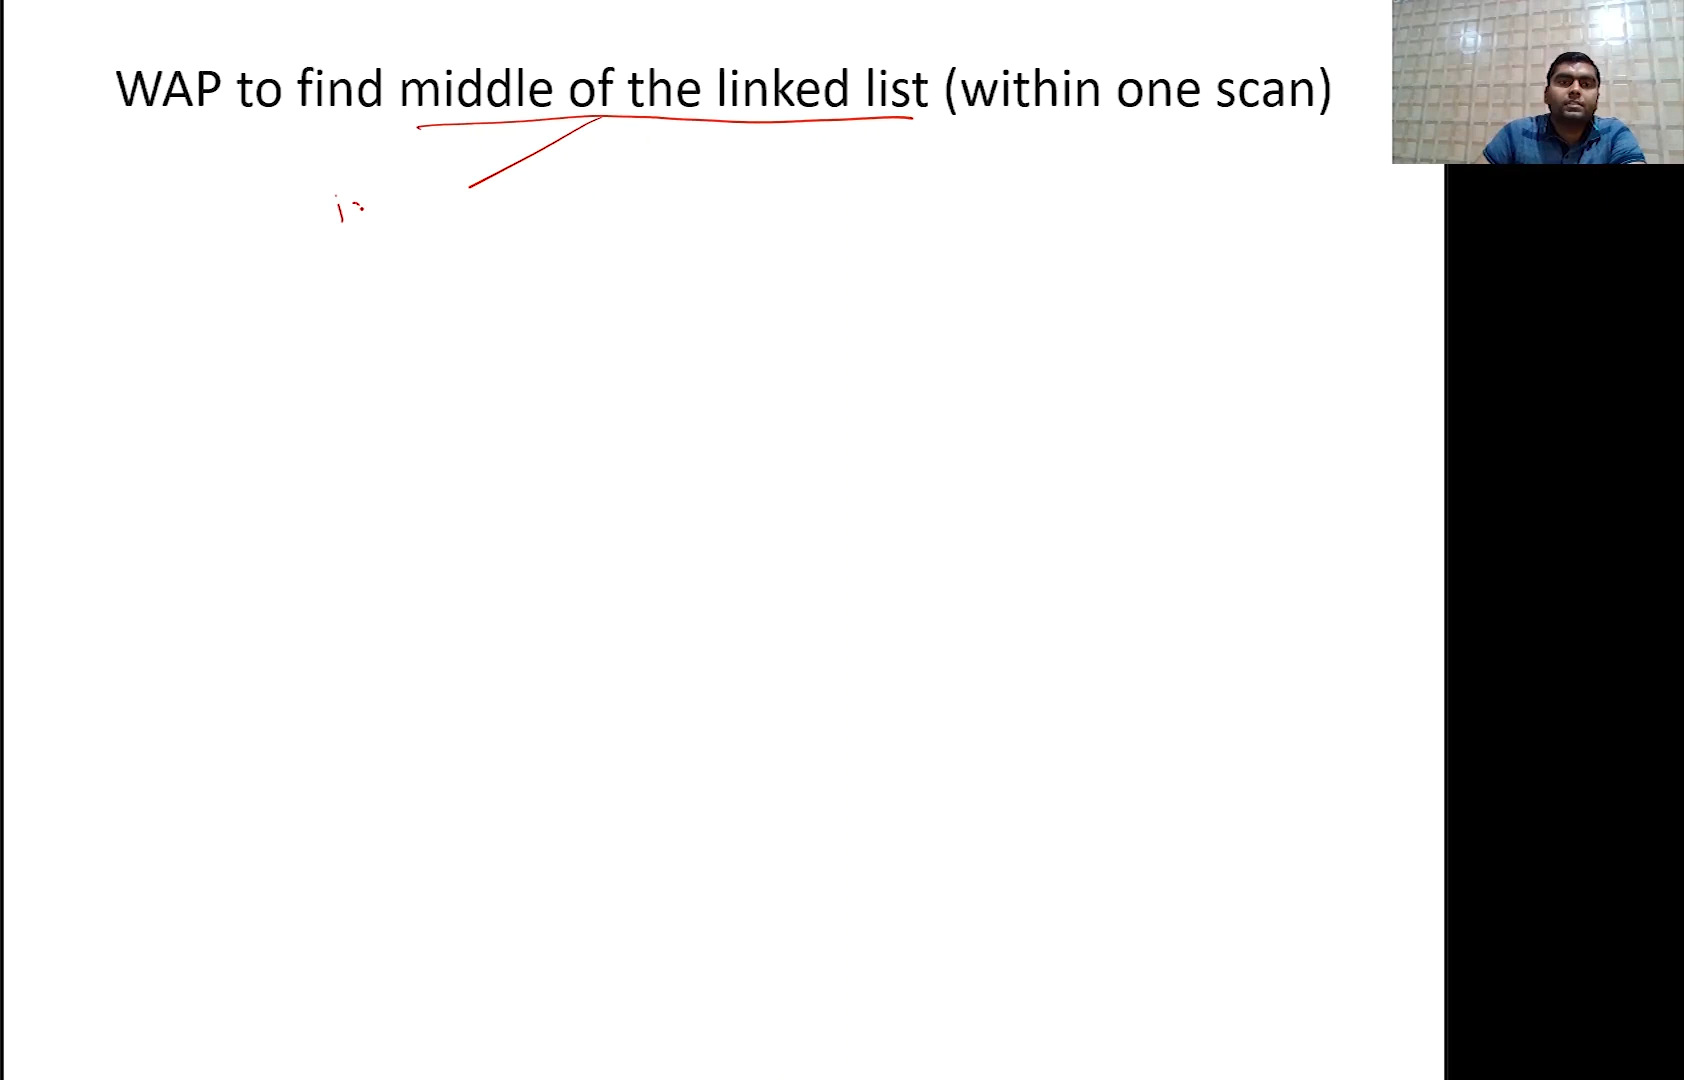 WAP to find middle of the linked list (within one scan)